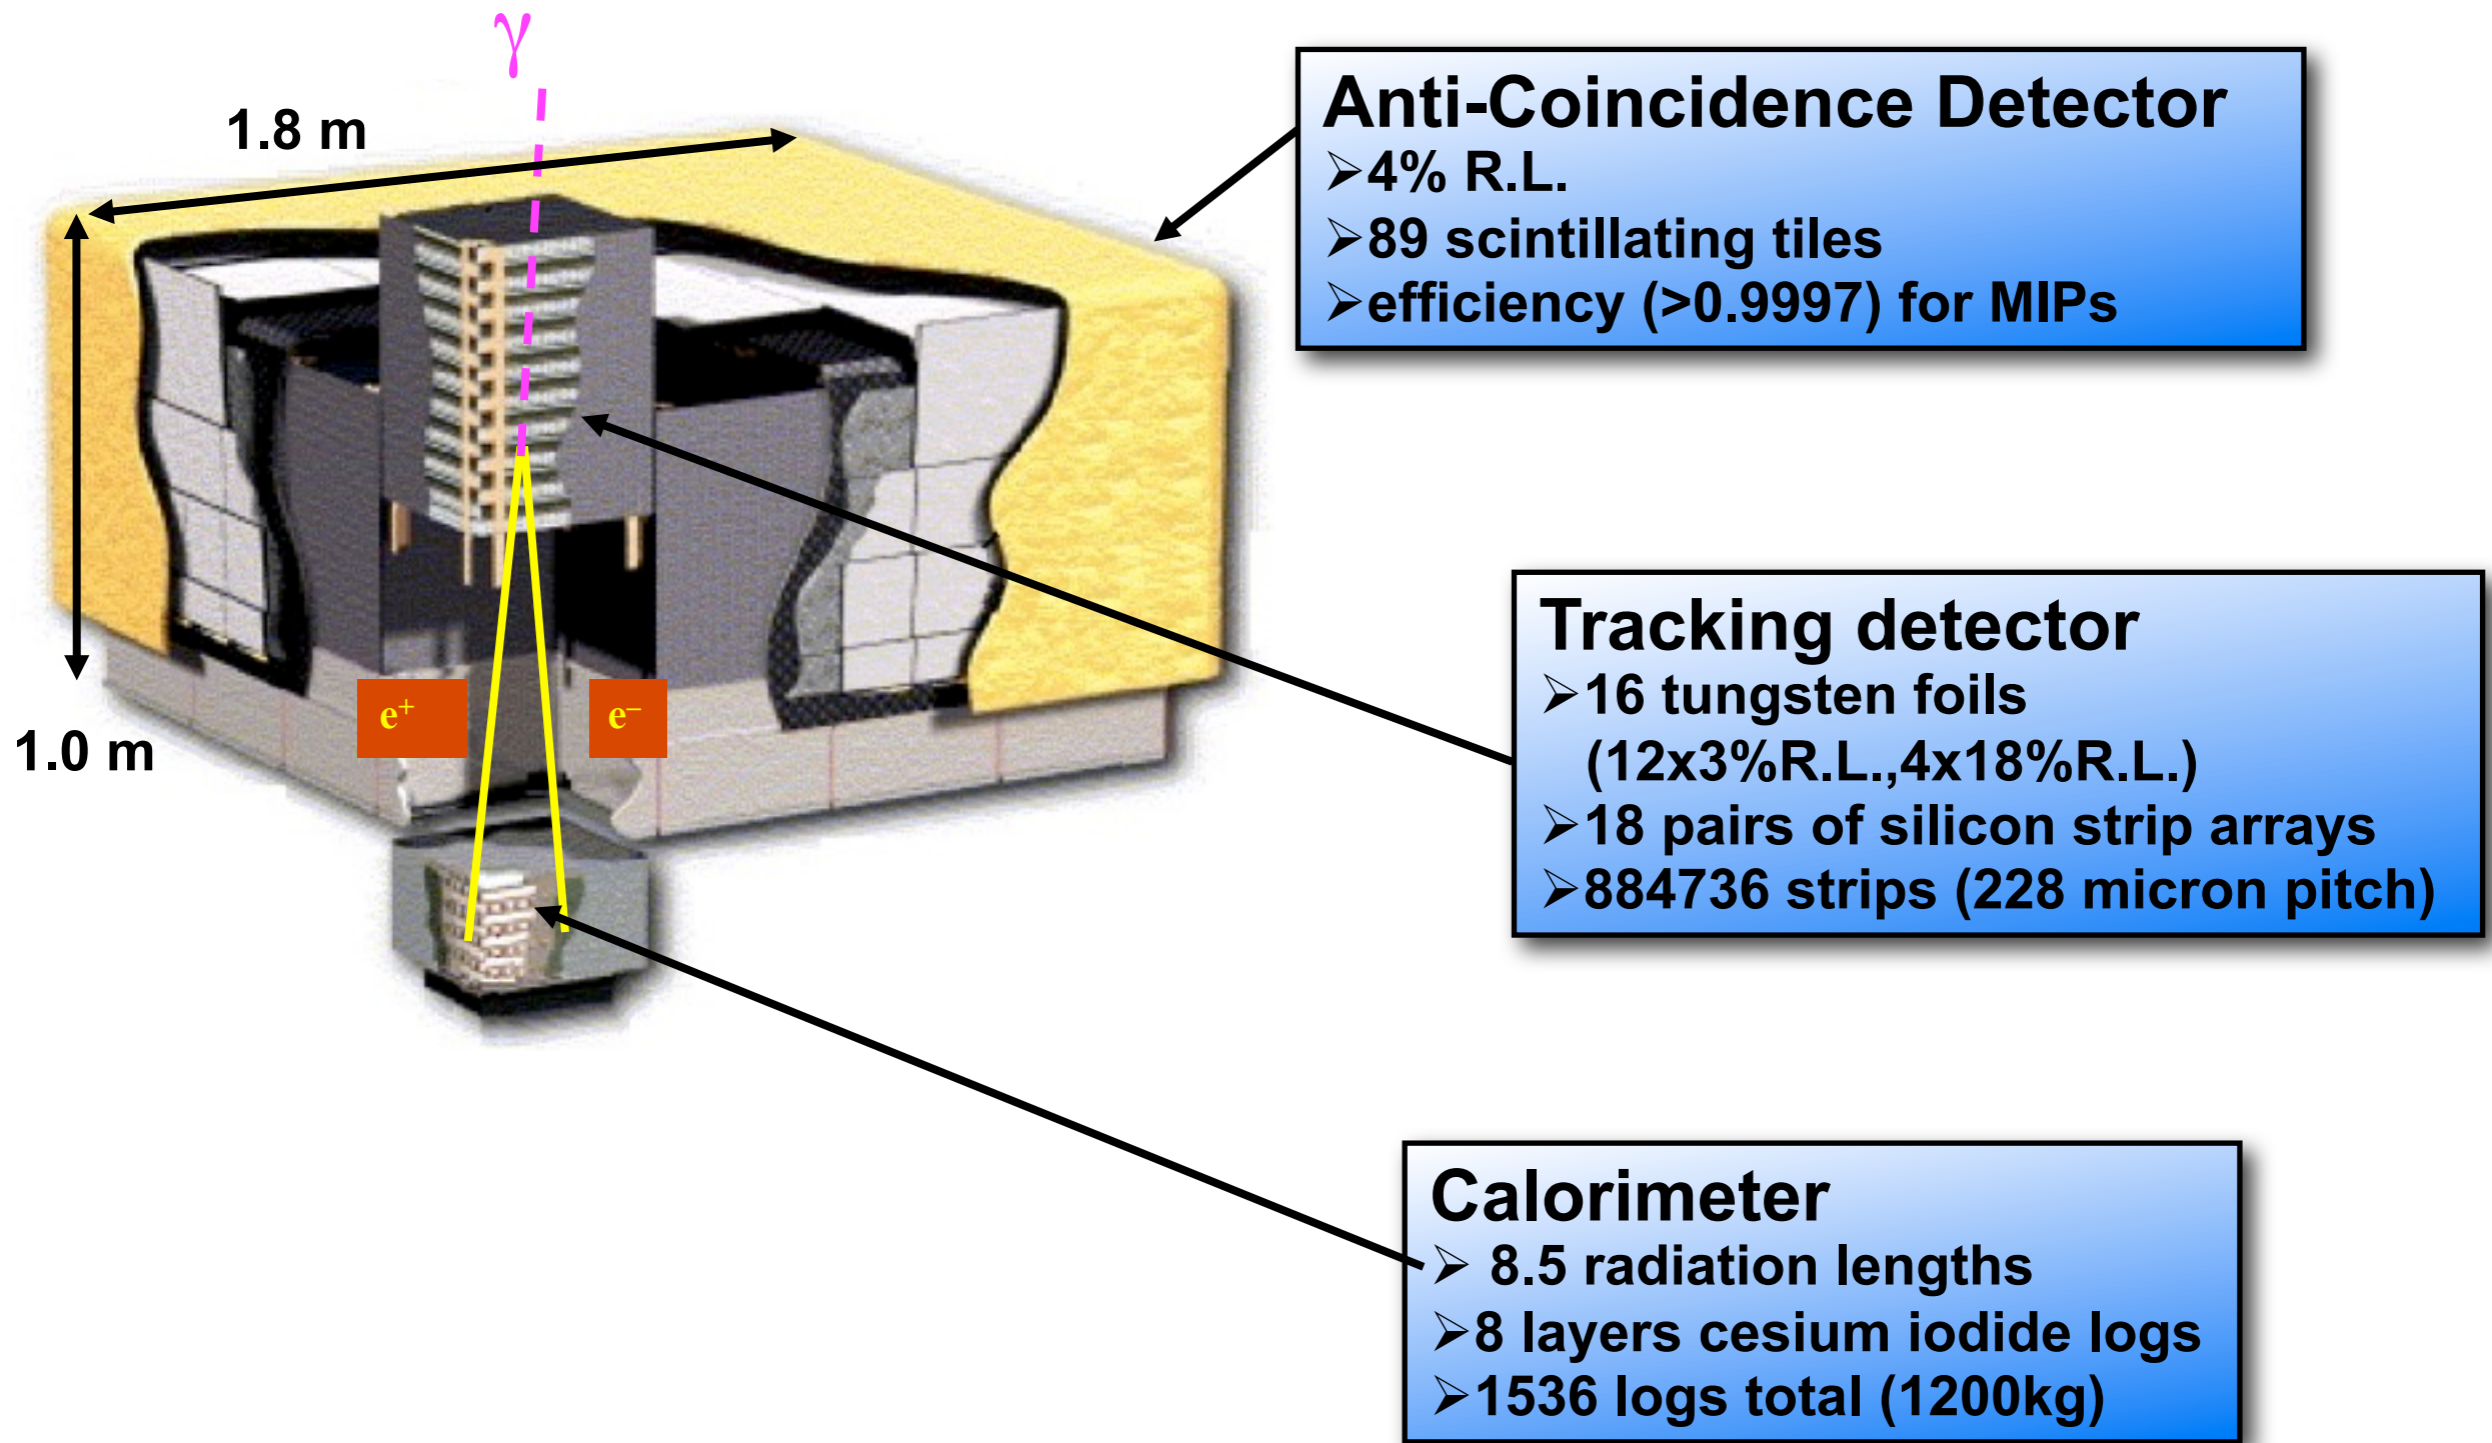 γ
1.8 m
1.0 m
e⁺
e⁻
Anti-Coincidence Detector
➢4% R.L.
➢89 scintillating tiles
➢efficiency (>0.9997) for MIPs
Tracking detector
➢16 tungsten foils
(12x3%R.L.,4x18%R.L.)
➢18 pairs of silicon strip arrays
➢884736 strips (228 micron pitch)
Calorimeter
➢ 8.5 radiation lengths
➢8 layers cesium iodide logs
➢1536 logs total (1200kg)